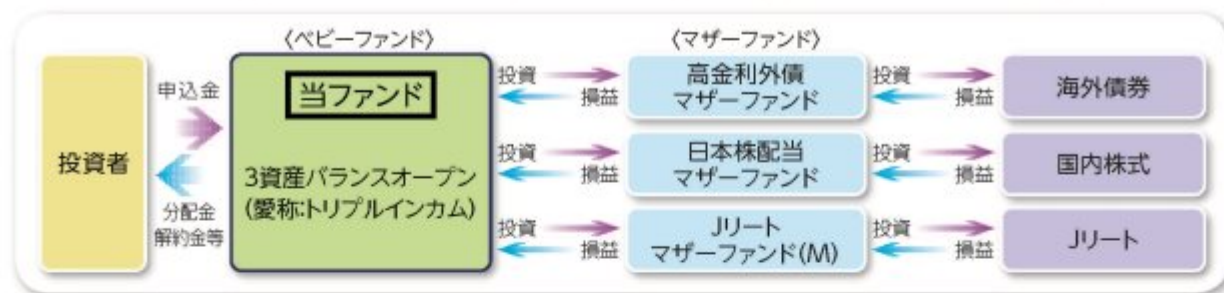 〈ベビーファンド〉
〈マザーファンド〉
投資者
申込金
分配金
解約金等
当ファンド
3資産バランスオープン
(愛称:トリプルインカム)
投資
損益
高金利外債
マザーファンド
投資
損益
海外債券
投資
損益
日本株配当
マザーファンド
投資
損益
国内株式
投資
損益
Jリート
マザーファンド(M)
投資
損益
Jリート